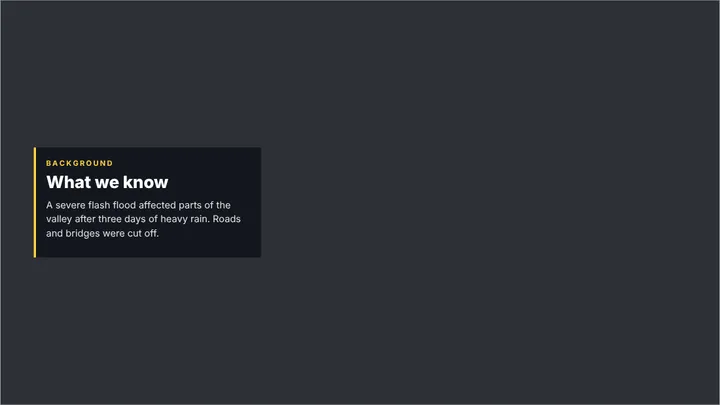 BACKGROUND
What we know
A severe flash flood affected parts of the
valley after three days of heavy rain. Roads
and bridges were cut off.